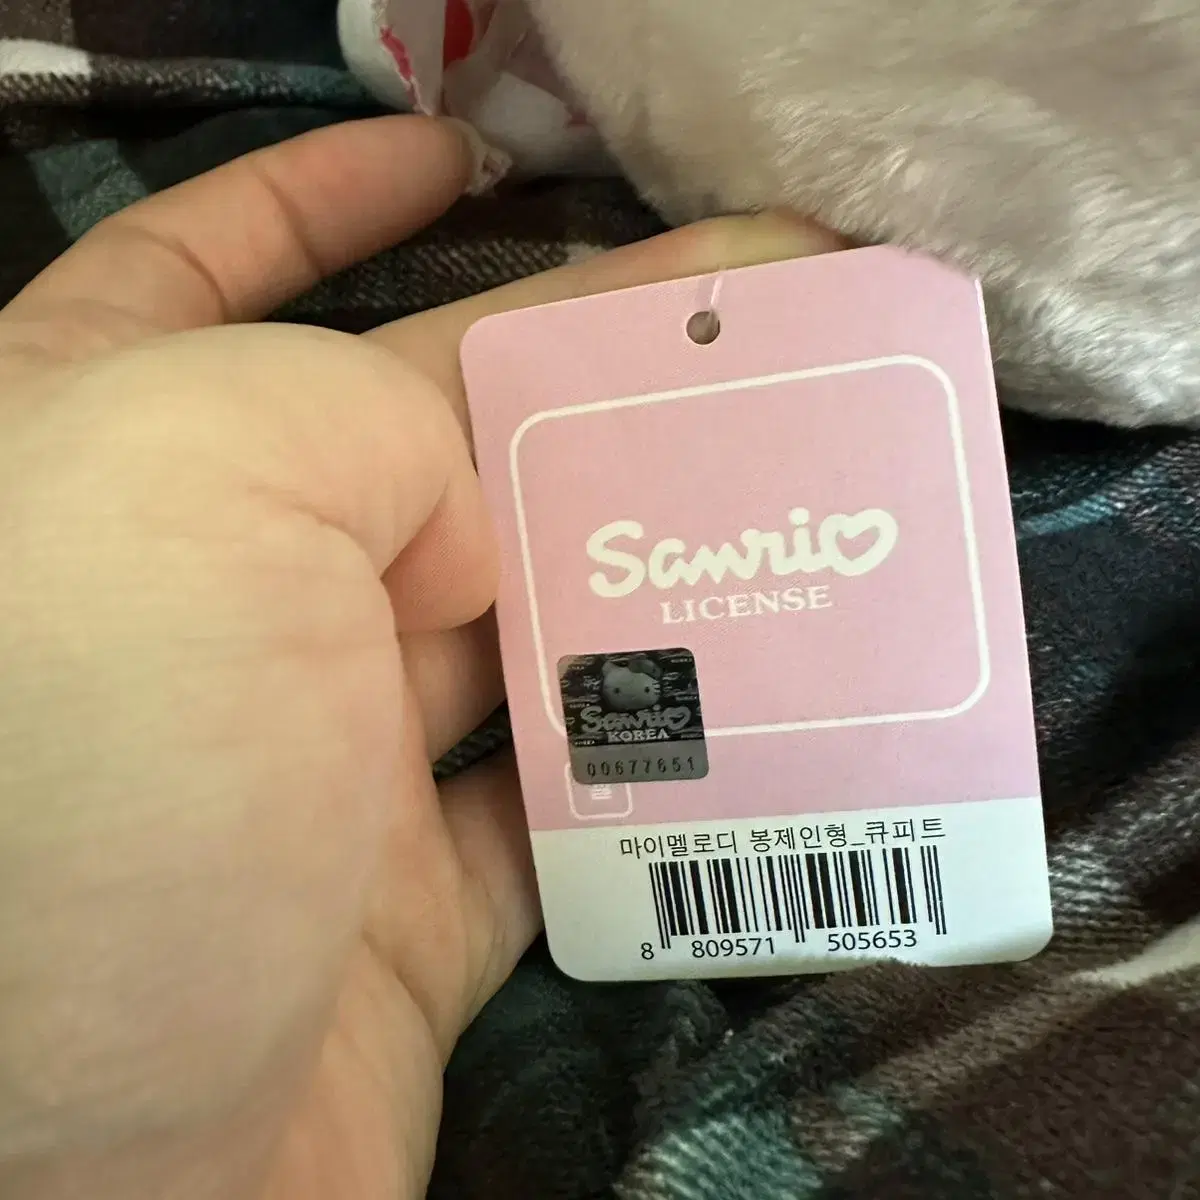 Sanrio
LICENSE
Sanrio
KOREA
00677651
마이멜로디 봉제인형_큐피트
8 809571 505653